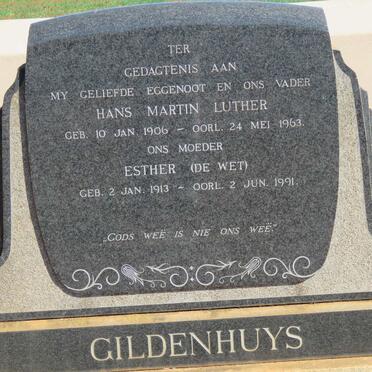 TER
GEDAGTENIS AAN
MY GELIEFDE EGGENOOT EN ONS VADER
HANS MARTIN LUTHER
GEB. 10 JAN. 1906 – OORL. 24 MEI 1963.
ONS MOEDER
ESTHER (DE WET)
GEB. 2 JAN. 1913 – OORL. 2 JUN. 1991.
„GODS WEË IS NIE ONS WEË.”
GILDENHUYS